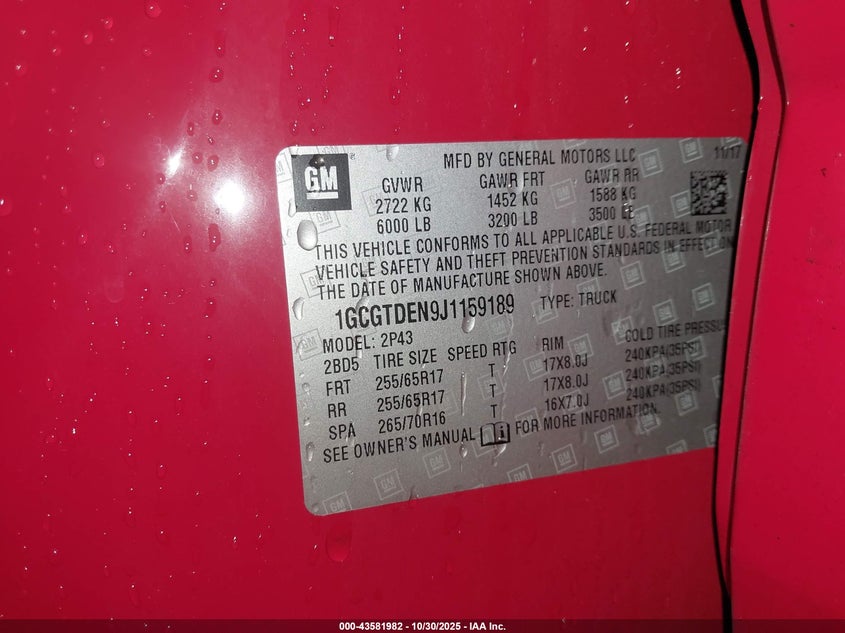 GM
MFD BY GENERAL MOTORS LLC 11/17
GVWR GAWR FRT GAWR RR
2722 KG 1452 KG 1588 KG
6000 LB 3200 LB 3500 LB
THIS VEHICLE CONFORMS TO ALL APPLICABLE U.S. FEDERAL MOTOR
VEHICLE SAFETY AND THEFT PREVENTION STANDARDS IN EFFECT ON
THE DATE OF MANUFACTURE SHOWN ABOVE.
1GCGTDEN9J1159189 TYPE: TRUCK
MODEL: 2P43
2BD5 TIRE SIZE SPEED RTG RIM COLD TIRE PRESSU
FRT 255/65R17 T 17X8.0J 240KPA(35PSI)
RR 255/65R17 T 17X8.0J 240KPA(35PSI)
SPA 265/70R16 T 16X7.0J 240KPA(35PSI)
SEE OWNER'S MANUAL FOR MORE INFORMATION.
000-43581982 - 10/30/2025 - IAA Inc.